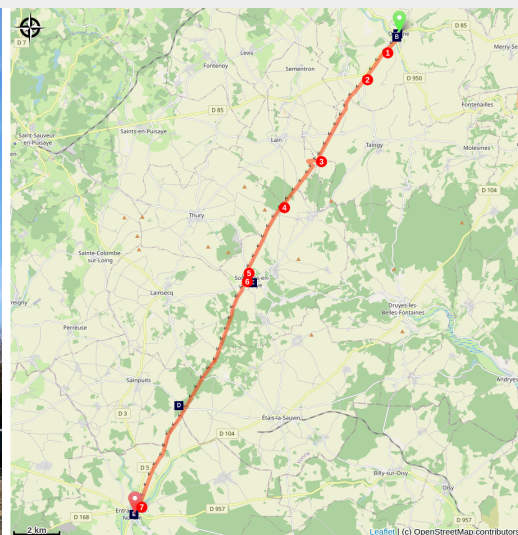 D 7
D 85
B
Levis
1
Merry-Se
Fontenoy
Sementron
2
D 950
Fontenailles
D 85
Saint-Sauveur
-en-Puisaye
Saints-en-Puisaye
Lain
Taingy
Molesmes
3
D 104
4
Thury
Sainte-Colombe
-sur-Loing
5
6
Lainsecq
reigny
Druyes-les-
Belles-Fontaines
Perreuse
Sainpuits
Andryes
D
D 3
Étais-la-Sauvin
D 104
D 5
Billy-sur-Oisy
Oisy
7
E
D 168
D 957
D 957
2 km
Leaflet | (c) OpenStreetMap contributors